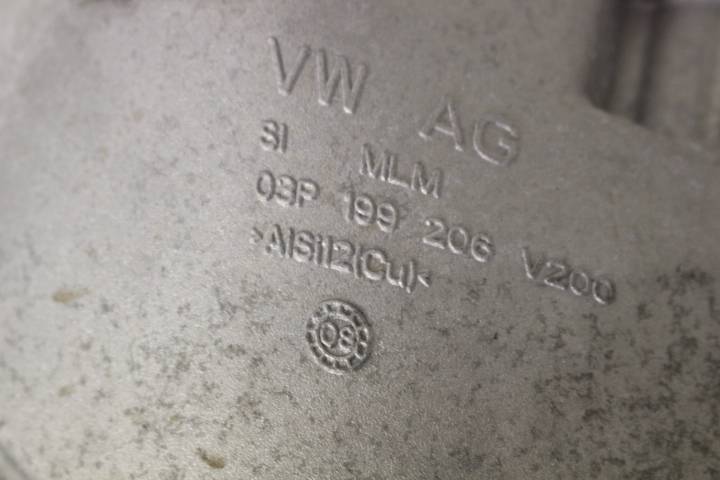 VW AG
SI MLM
03P 199 206 V200
>AlSi12(Cu)<
08